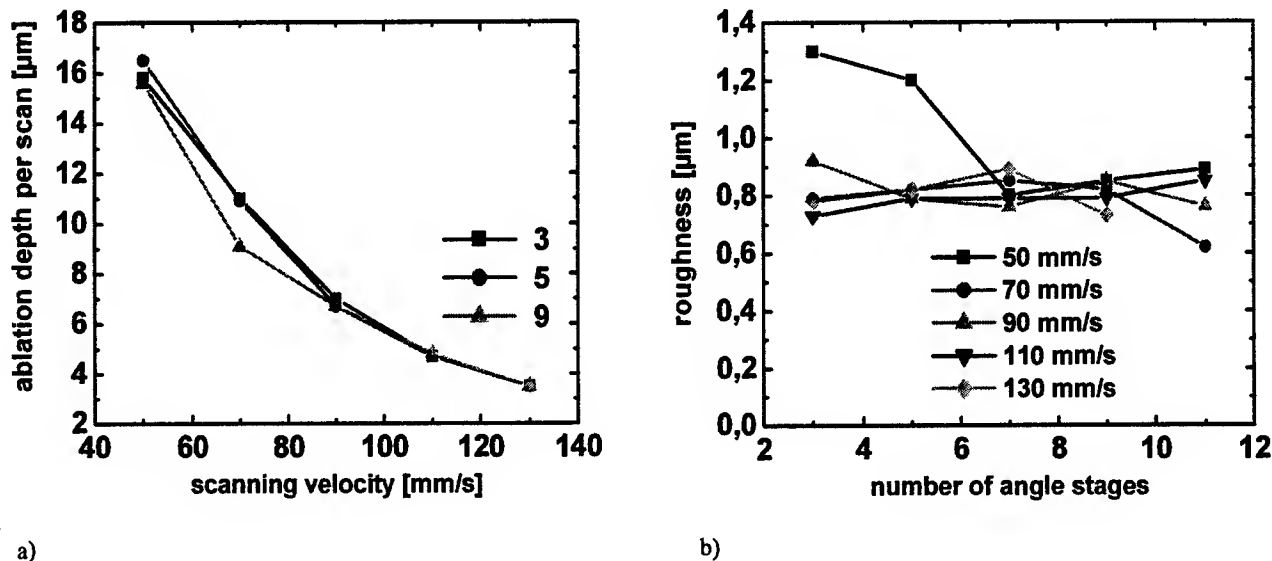 ablation depth per scan [µm]
18
16
14
12
10
8
6
4
2
40 60 80 100 120 140
scanning velocity [mm/s]
3
5
9
a)
roughness [µm]
1,4
1,2
1,0
0,8
0,6
0,4
0,2
0,0
2 4 6 8 10 12
number of angle stages
50 mm/s
70 mm/s
90 mm/s
110 mm/s
130 mm/s
b)